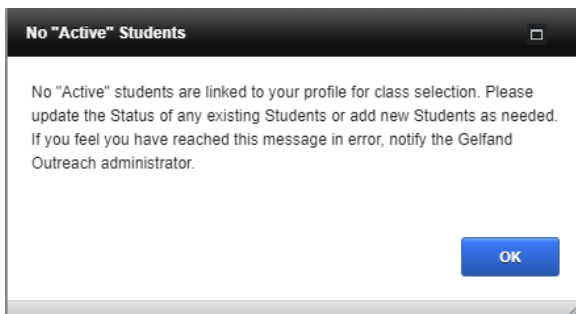 No "Active" Students
No "Active" students are linked to your profile for class selection. Please
update the Status of any existing Students or add new Students as needed.
If you feel you have reached this message in error, notify the Gelfand
Outreach administrator.
OK